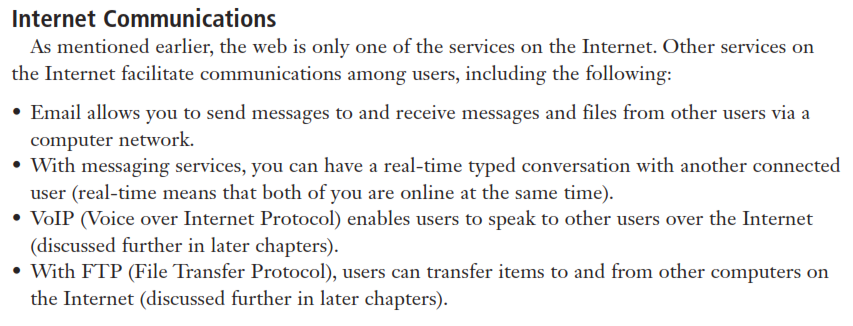 Internet Communications
As mentioned earlier, the web is only one of the services on the Internet. Other services on
the Internet facilitate communications among users, including the following:
• Email allows you to send messages to and receive messages and files from other users via a
computer network.
• With messaging services, you can have a real-time typed conversation with another connected
user (real-time means that both of you are online at the same time).
• VoIP (Voice over Internet Protocol) enables users to speak to other users over the Internet
(discussed further in later chapters).
• With FTP (File Transfer Protocol), users can transfer items to and from other computers on
the Internet (discussed further in later chapters).